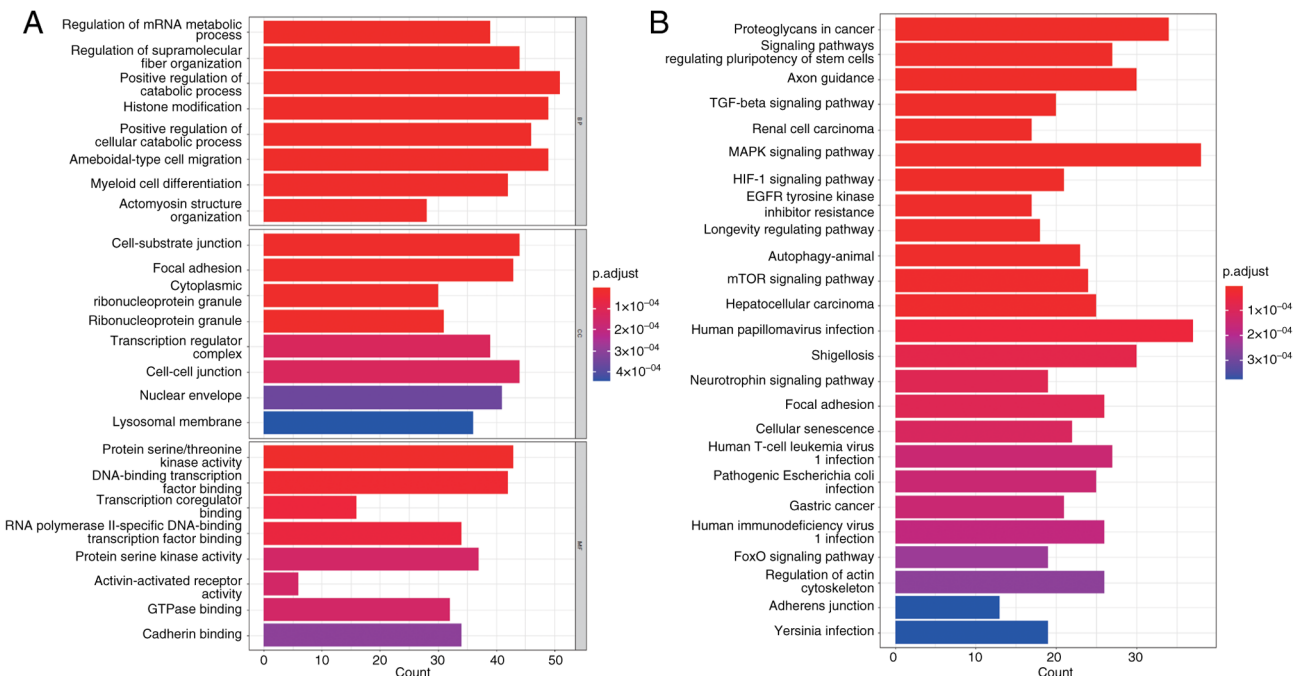 A
Regulation of mRNA metabolic
process
Regulation of supramolecular
fiber organization
Positive regulation of
catabolic process
Histone modification
Positive regulation of
cellular catabolic process
Ameboidal-type cell migration
Myeloid cell differentiation
Actomyosin structure
organization
BP
Cell-substrate junction
Focal adhesion
Cytoplasmic
ribonucleoprotein granule
Ribonucleoprotein granule
Transcription regulator
complex
Cell-cell junction
Nuclear envelope
Lysosomal membrane
CC
Protein serine/threonine
kinase activity
DNA-binding transcription
factor binding
Transcription coregulator
binding
RNA polymerase II-specific DNA-binding
transcription factor binding
Protein serine kinase activity
Activin-activated receptor
activity
GTPase binding
Cadherin binding
MF
0 10 20 30 40 50
Count
p.adjust
1×10−04
2×10−04
3×10−04
4×10−04
B
Proteoglycans in cancer
Signaling pathways
regulating pluripotency of stem cells
Axon guidance
TGF-beta signaling pathway
Renal cell carcinoma
MAPK signaling pathway
HIF-1 signaling pathway
EGFR tyrosine kinase
inhibitor resistance
Longevity regulating pathway
Autophagy-animal
mTOR signaling pathway
Hepatocellular carcinoma
Human papillomavirus infection
Shigellosis
Neurotrophin signaling pathway
Focal adhesion
Cellular senescence
Human T-cell leukemia virus
1 infection
Pathogenic Escherichia coli
infection
Gastric cancer
Human immunodeficiency virus
1 infection
FoxO signaling pathway
Regulation of actin
cytoskeleton
Adherens junction
Yersinia infection
0 10 20 30
Count
p.adjust
1×10−04
2×10−04
3×10−04